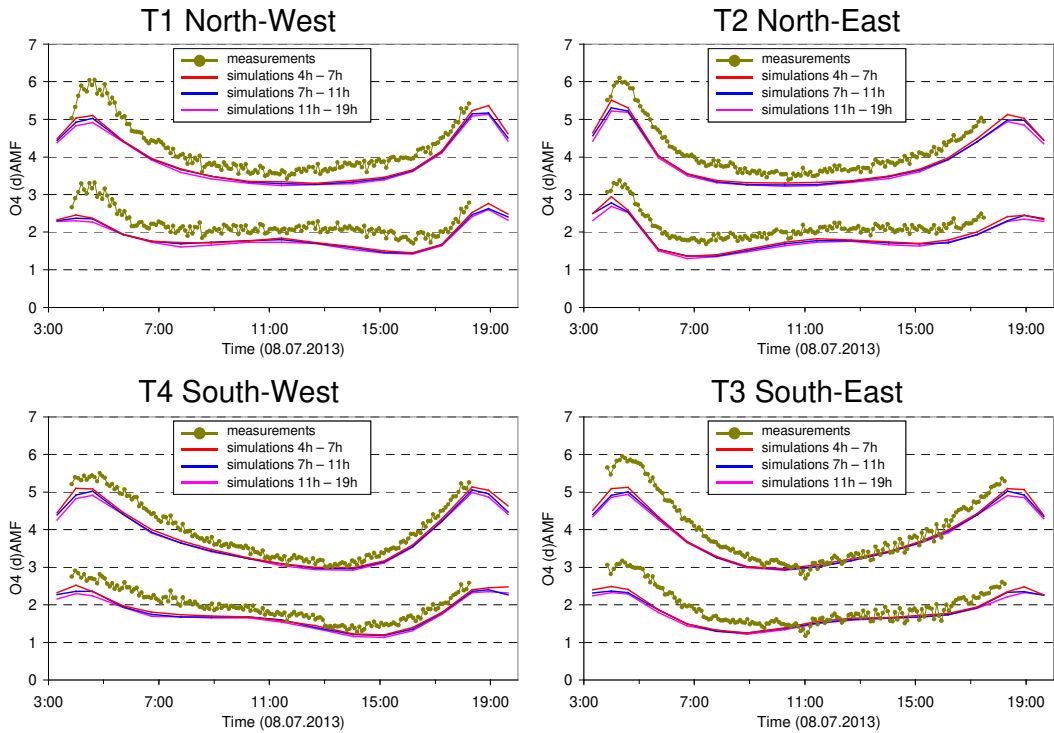 T1 North-West
7
6
5
4
3
2
1
0
O4 (d)AMF
measurements
simulations 4h – 7h
simulations 7h – 11h
simulations 11h – 19h
3:00 7:00 11:00 15:00 19:00
Time (08.07.2013)
T2 North-East
7
6
5
4
3
2
1
0
O4 (d)AMF
measurements
simulations 4h – 7h
simulations 7h – 11h
simulations 11h – 19h
3:00 7:00 11:00 15:00 19:00
Time (08.07.2013)
T4 South-West
7
6
5
4
3
2
1
0
O4 (d)AMF
measurements
simulations 4h – 7h
simulations 7h – 11h
simulations 11h – 19h
3:00 7:00 11:00 15:00 19:00
Time (08.07.2013)
T3 South-East
7
6
5
4
3
2
1
0
O4 (d)AMF
measurements
simulations 4h – 7h
simulations 7h – 11h
simulations 11h – 19h
3:00 7:00 11:00 15:00 19:00
Time (08.07.2013)